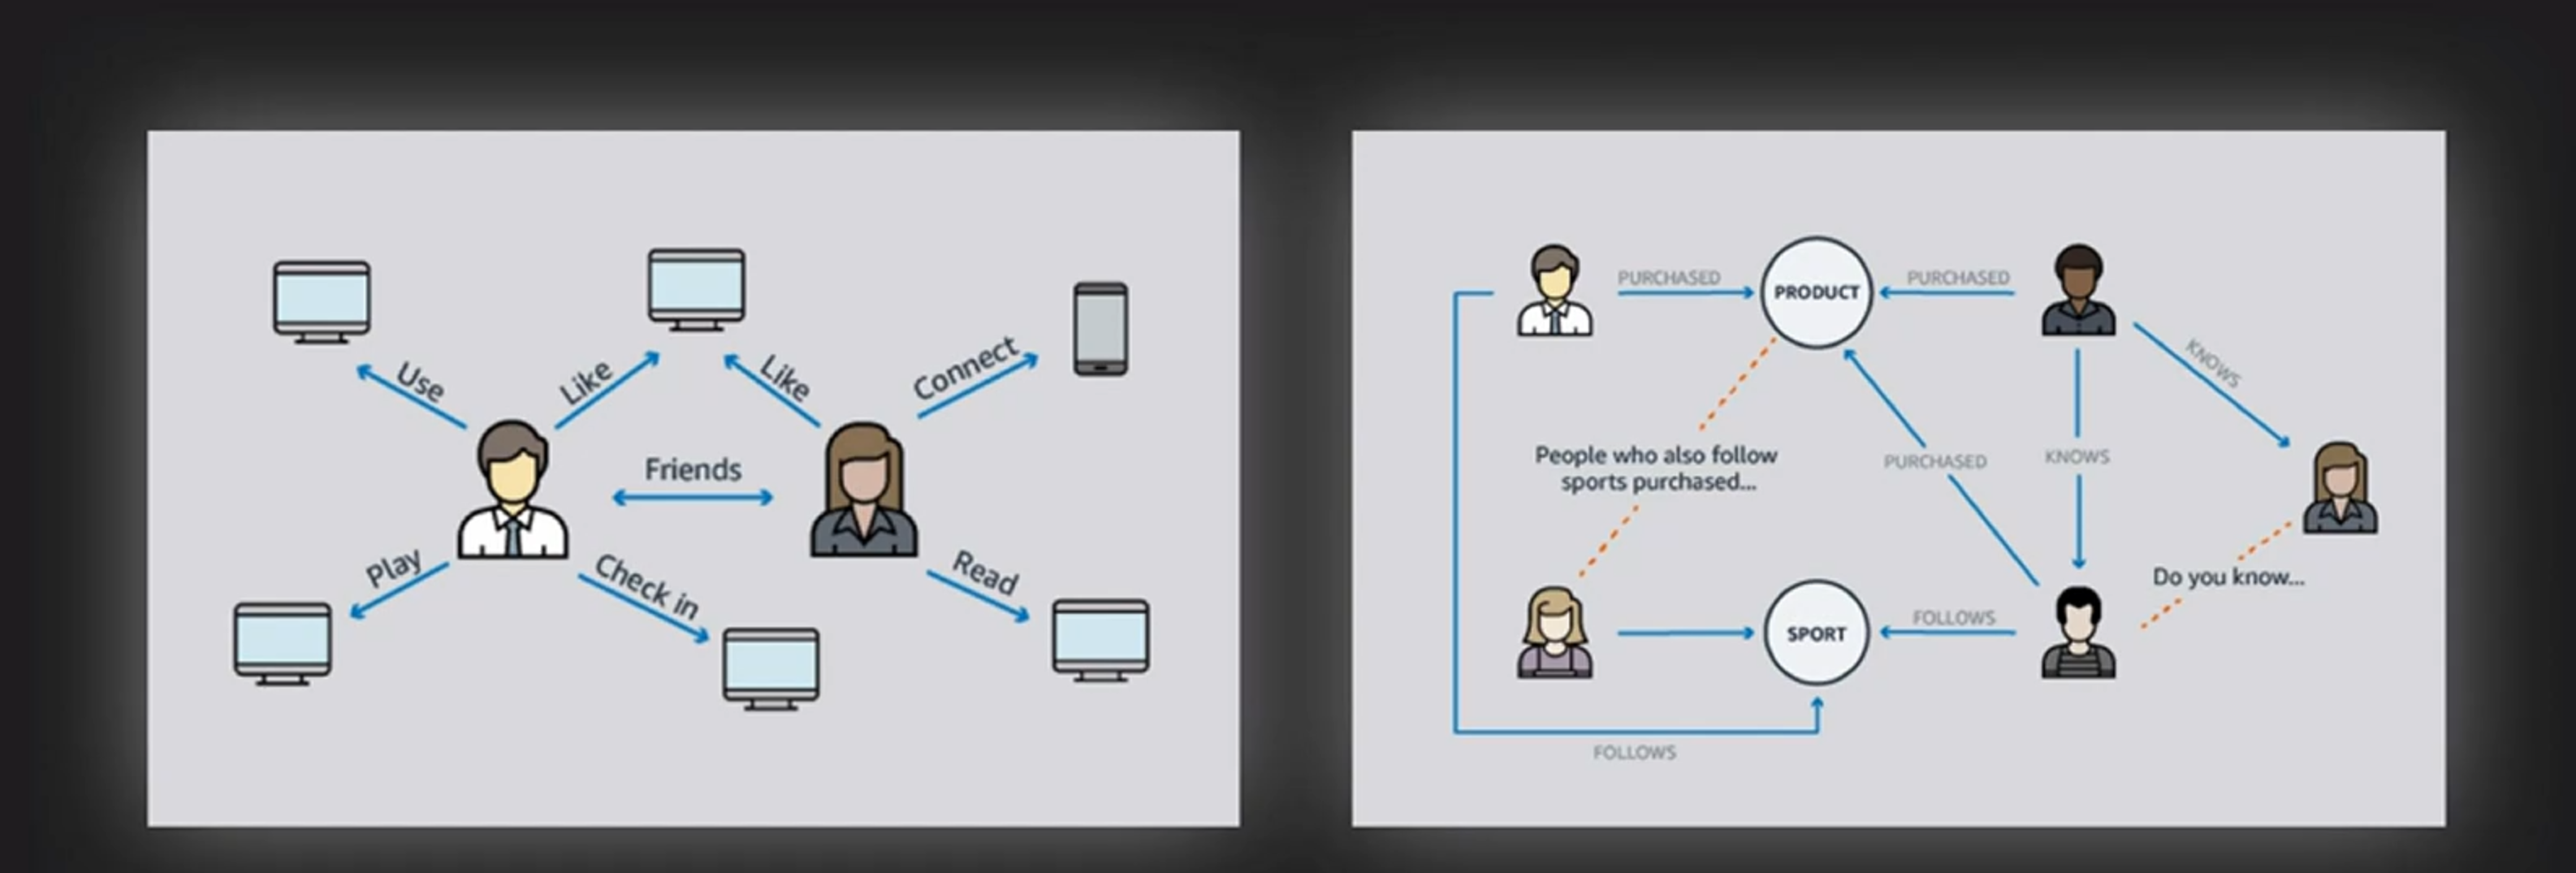 Use
Like
Like
Connect
Friends
Play
Check in
Read
PURCHASED
PRODUCT
PURCHASED
KNOWS
People who also follow
sports purchased...
PURCHASED
KNOWS
Do you know...
SPORT
FOLLOWS
FOLLOWS